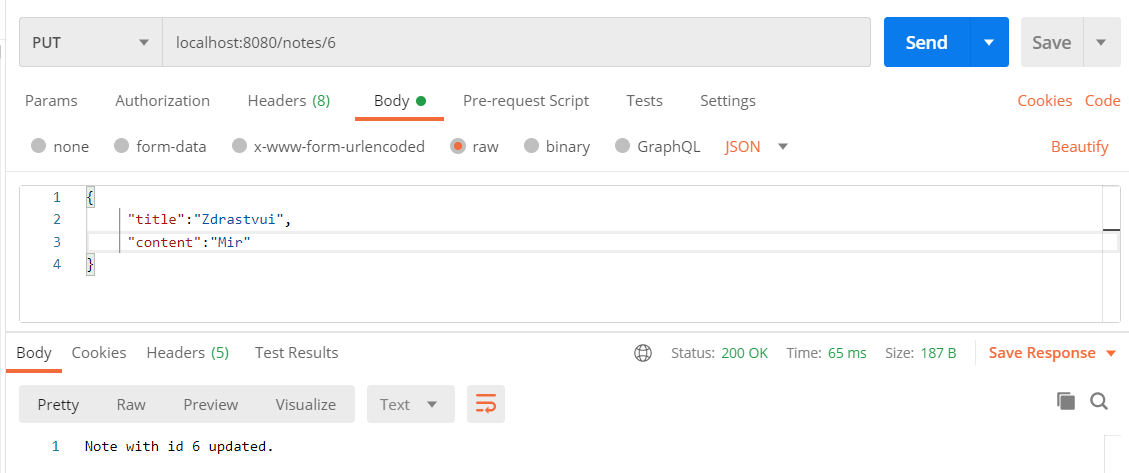 PUT localhost:8080/notes/6 Send Save
Params Authorization Headers (8) Body Pre-request Script Tests Settings Cookies Code
none form-data x-www-form-urlencoded raw binary GraphQL JSON Beautify
1 {
2 "title":"Zdrastvui",
3 "content":"Mir"
4 }
Body Cookies Headers (5) Test Results Status: 200 OK Time: 65 ms Size: 187 B Save Response
Pretty Raw Preview Visualize Text
1 Note with id 6 updated.